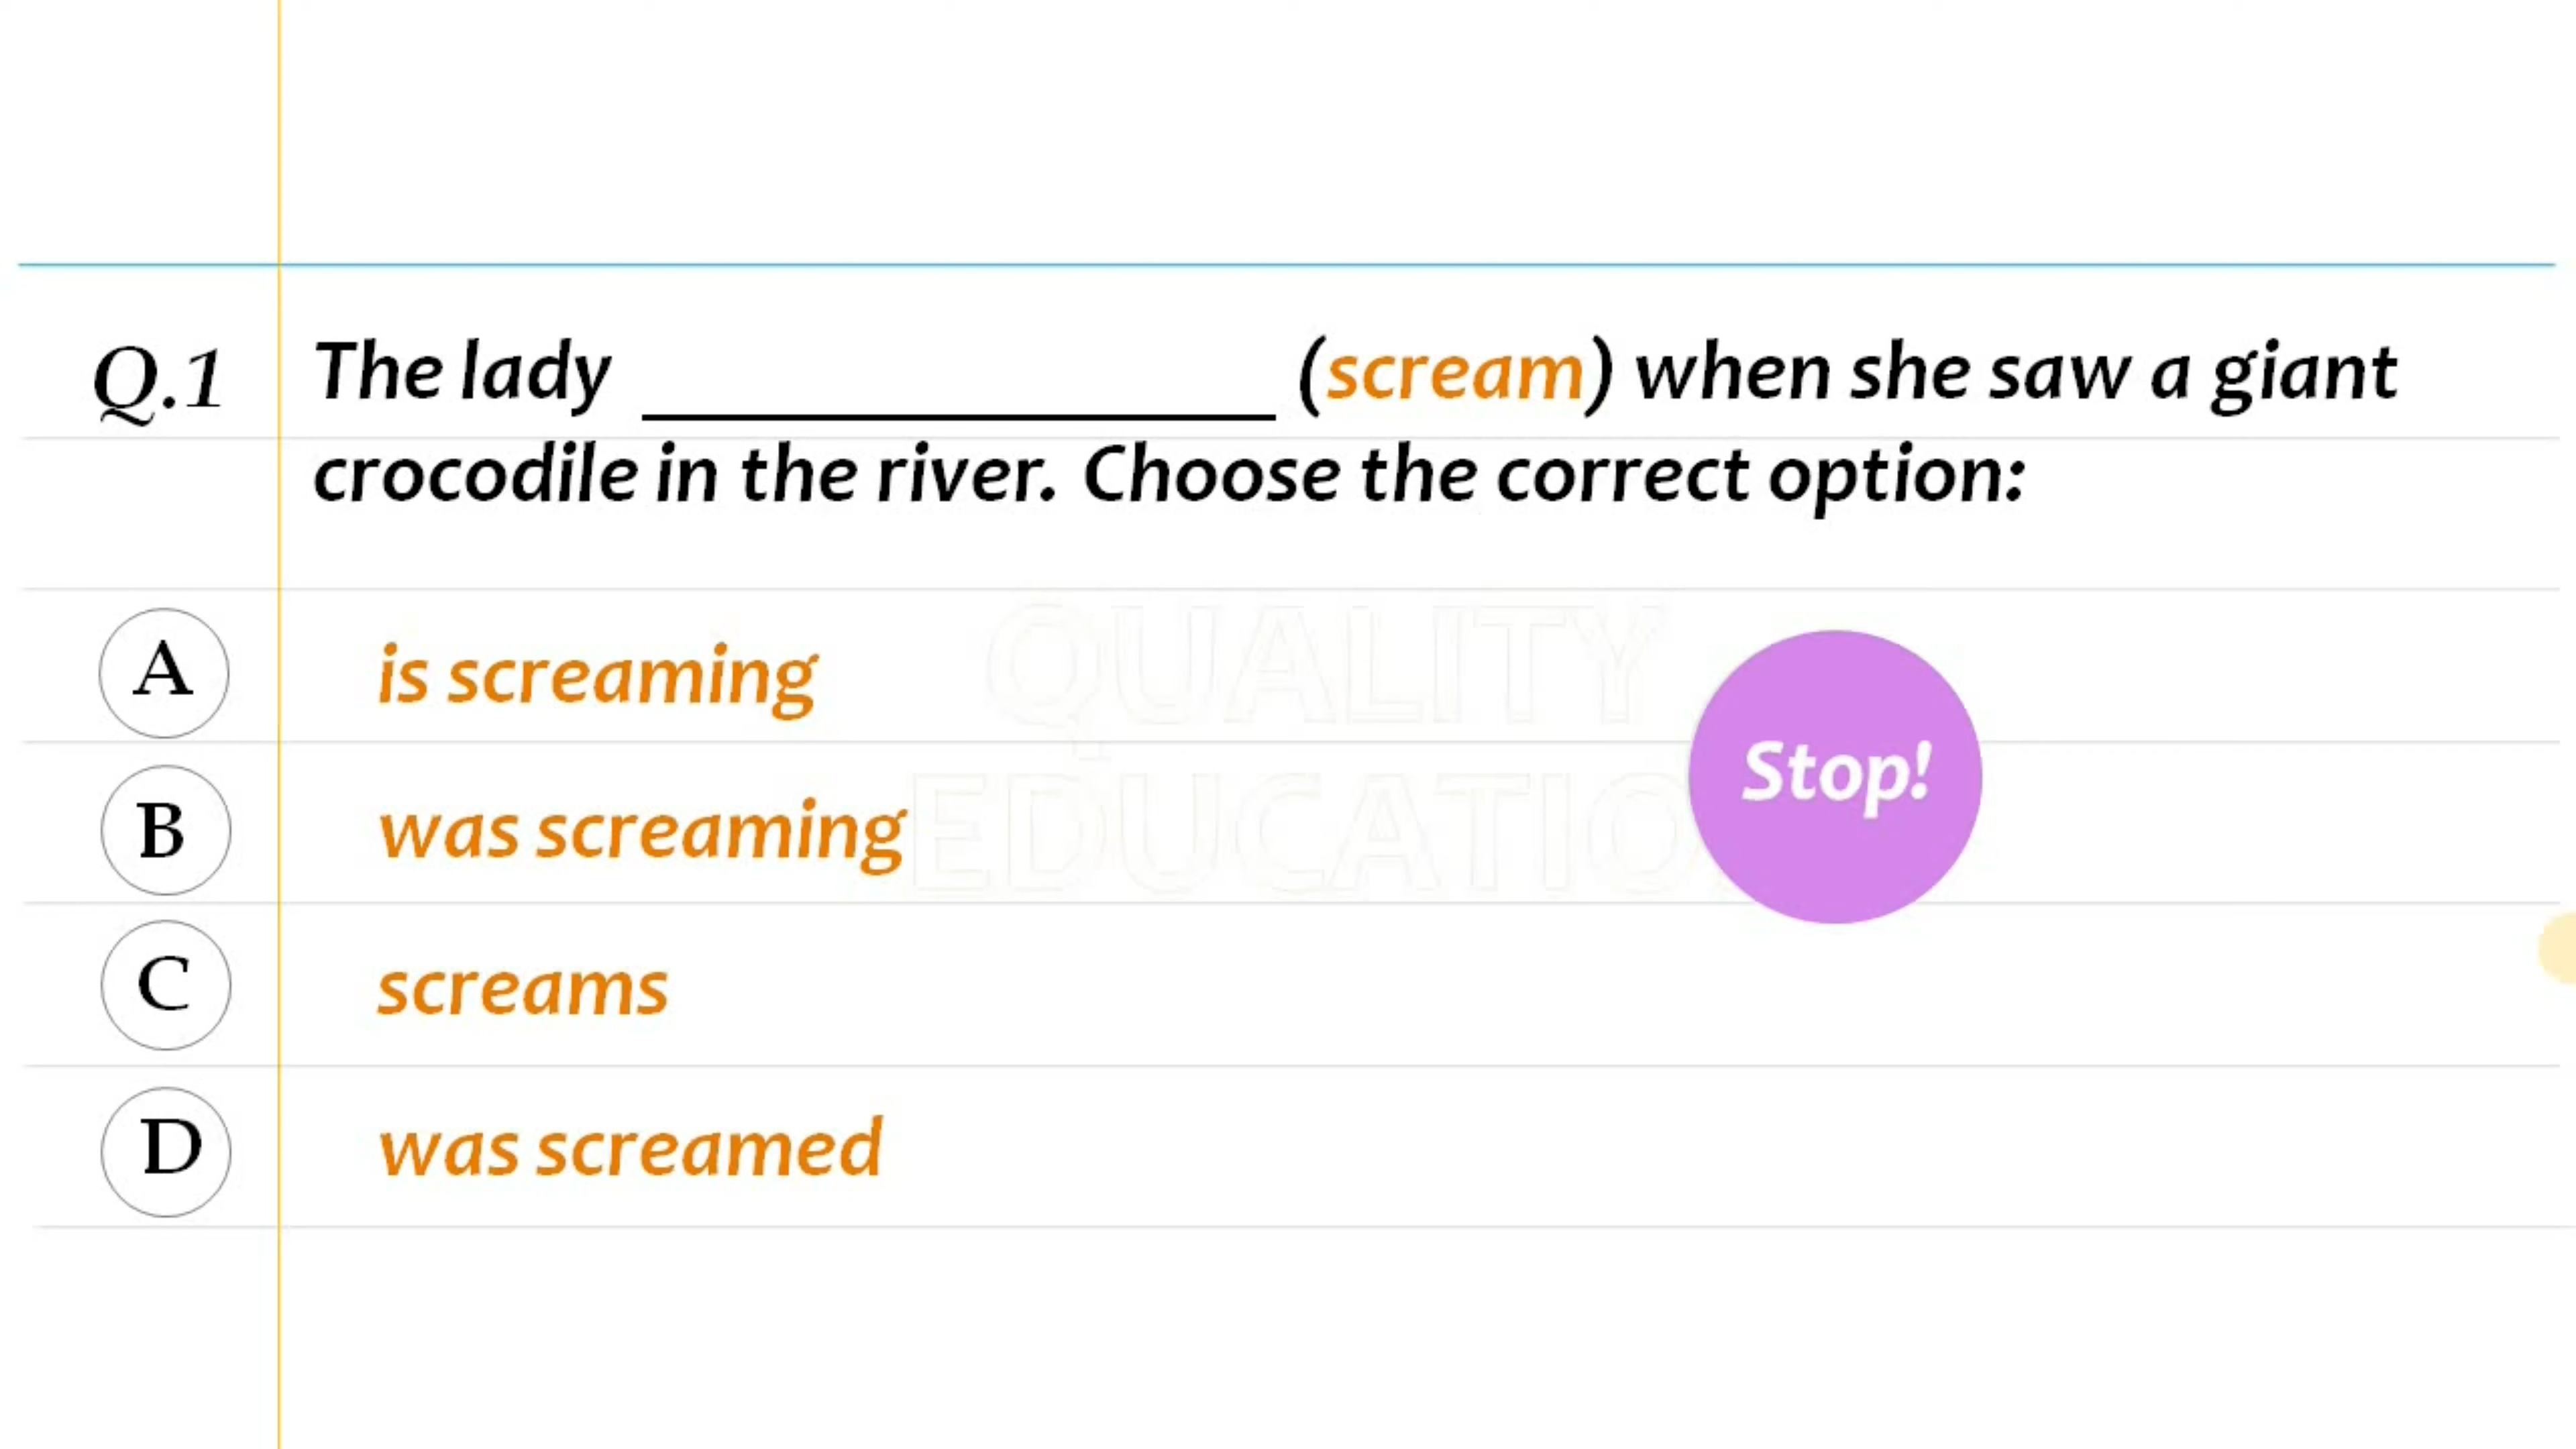 Q.1 The lady ____________ (scream) when she saw a giant
crocodile in the river. Choose the correct option:
QUALITY
A is screaming
Stop!
EDUCATIO
B was screaming
C screams
D was screamed